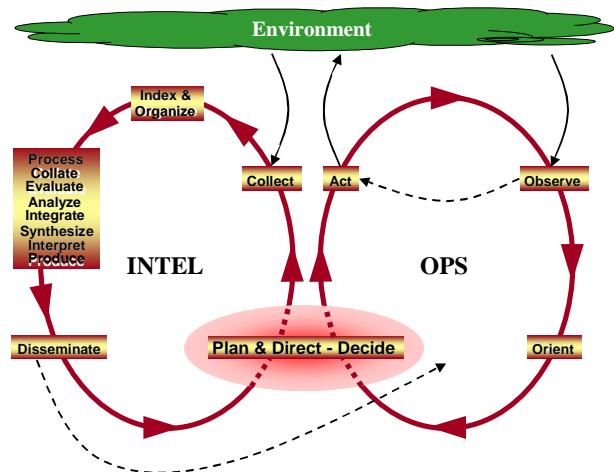 Environment
Index &
Organize
Process
Collate
Evaluate
Analyze
Integrate
Synthesize
Interpret
Produce
Collect
Act
Observe
INTEL
OPS
Disseminate
Plan & Direct - Decide
Orient